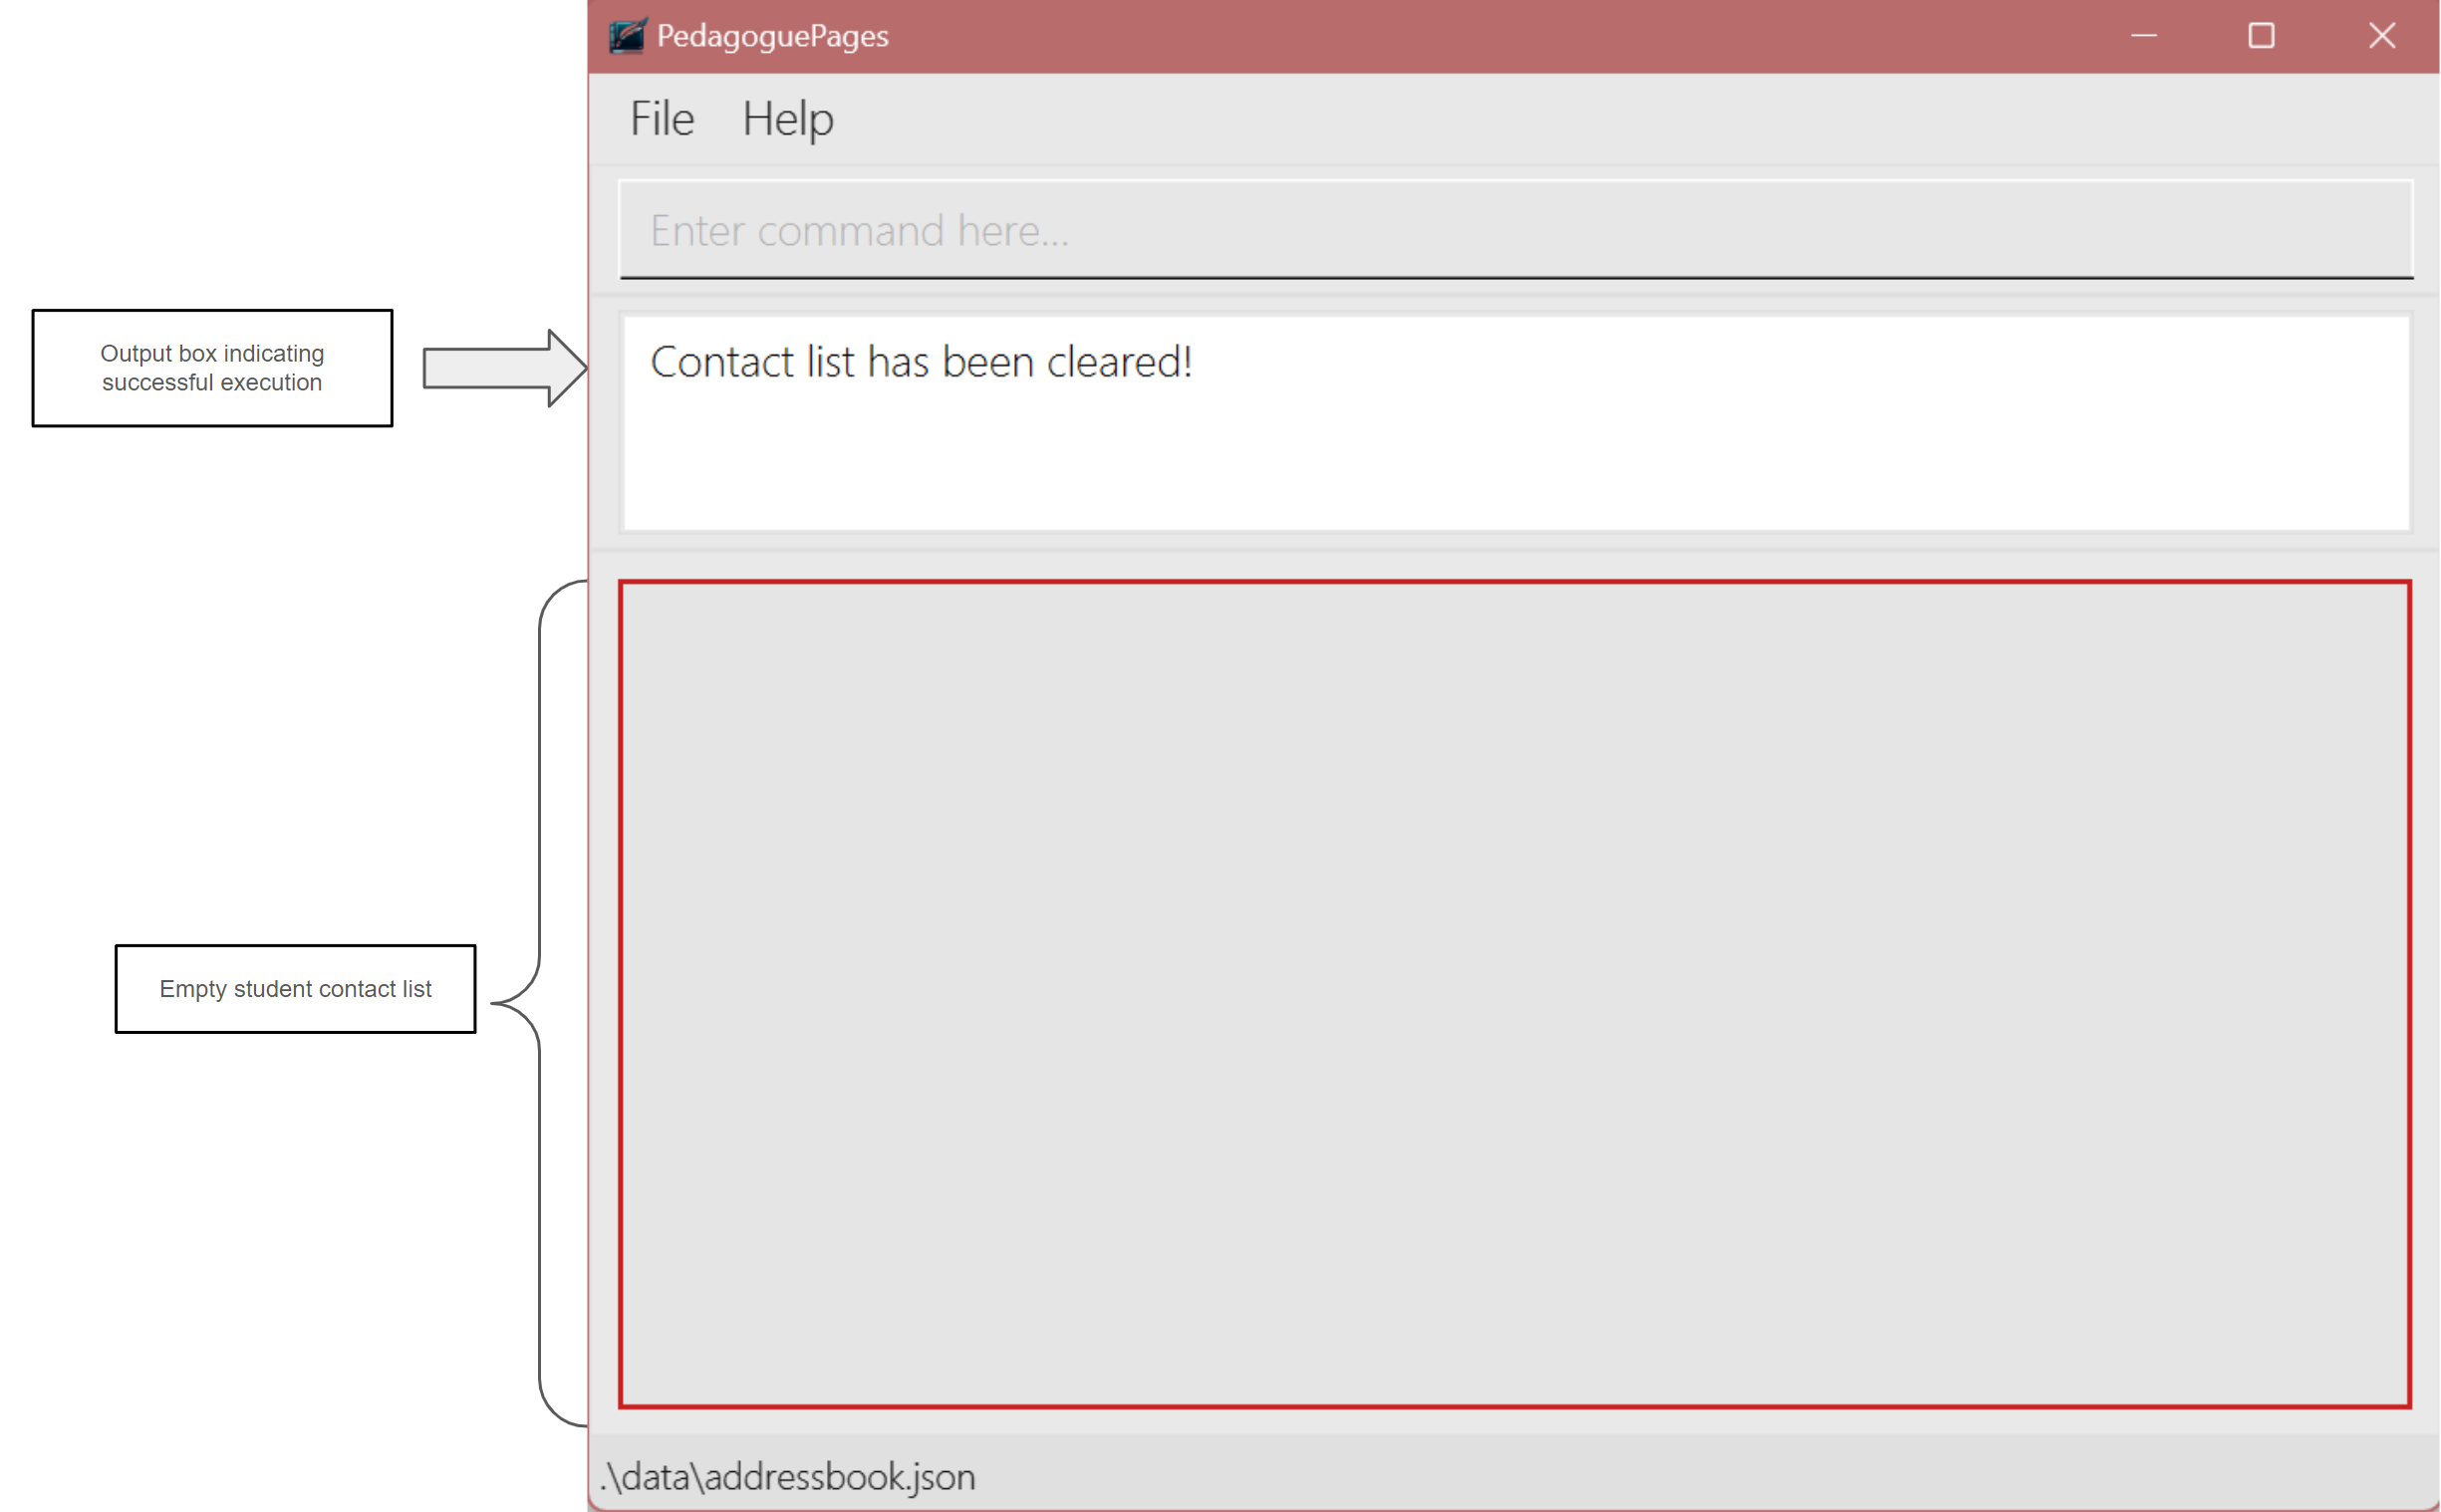 PedagoguePages
File Help
Enter command here...
Output box indicating
successful execution
Contact list has been cleared!
Empty student contact list
.\data\addressbook.json